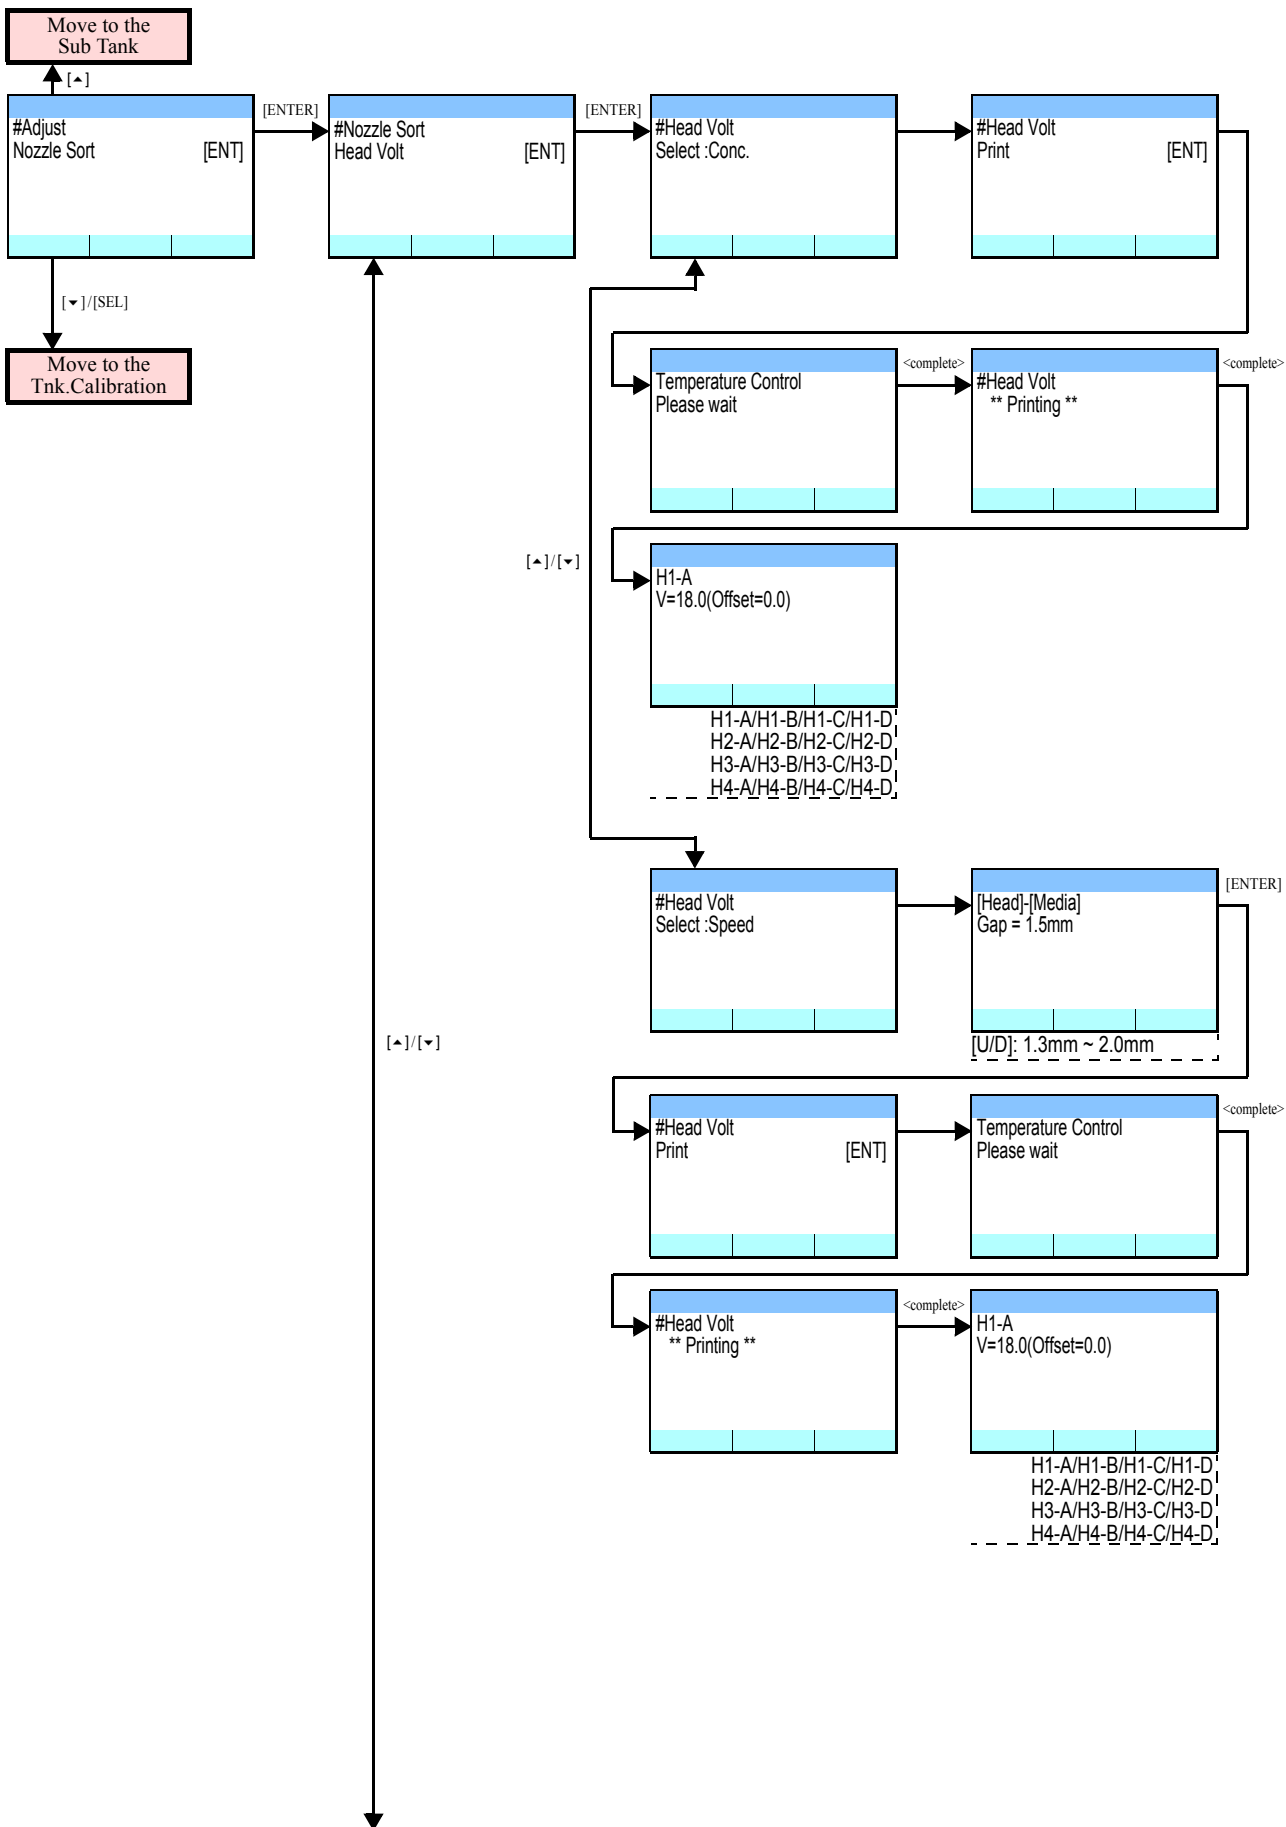 Move to the
Sub Tank
[▲]
#Adjust
Nozzle Sort [ENT]
[ENTER]
#Nozzle Sort
Head Volt [ENT]
[ENTER]
#Head Volt
Select :Conc.
#Head Volt
Print [ENT]
[▼]/[SEL]
Move to the
Tnk.Calibration
Temperature Control
Please wait
<complete>
#Head Volt
** Printing **
<complete>
[▲]/[▼]
H1-A
V=18.0(Offset=0.0)
H1-A/H1-B/H1-C/H1-D
H2-A/H2-B/H2-C/H2-D
H3-A/H3-B/H3-C/H3-D
H4-A/H4-B/H4-C/H4-D
#Head Volt
Select :Speed
[Head]-[Media]
Gap = 1.5mm
[ENTER]
[U/D]: 1.3mm ~ 2.0mm
[▲]/[▼]
#Head Volt
Print [ENT]
Temperature Control
Please wait
<complete>
#Head Volt
** Printing **
<complete>
H1-A
V=18.0(Offset=0.0)
H1-A/H1-B/H1-C/H1-D
H2-A/H2-B/H2-C/H2-D
H3-A/H3-B/H3-C/H3-D
H4-A/H4-B/H4-C/H4-D